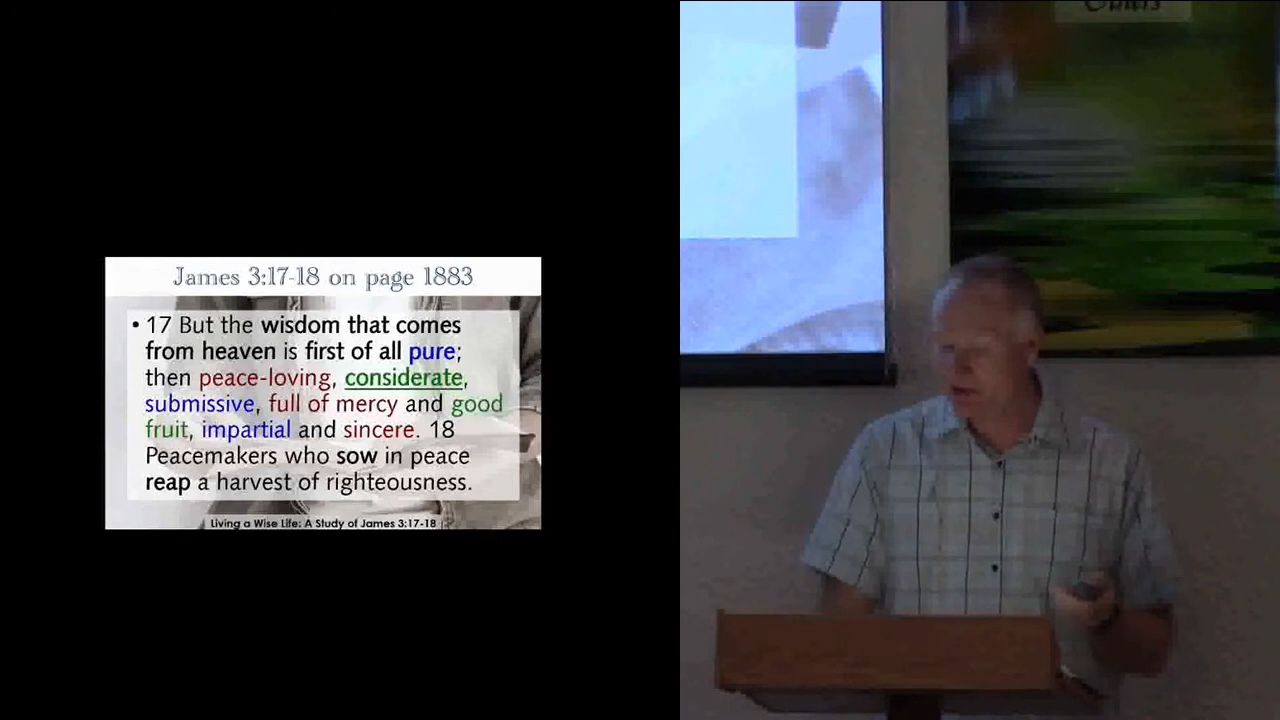 James 3:17-18 on page 1883
• 17 But the wisdom that comes
from heaven is first of all pure;
then peace-loving, considerate,
submissive, full of mercy and good
fruit, impartial and sincere. 18
Peacemakers who sow in peace
reap a harvest of righteousness.
Living a Wise Life: A Study of James 3:17-18